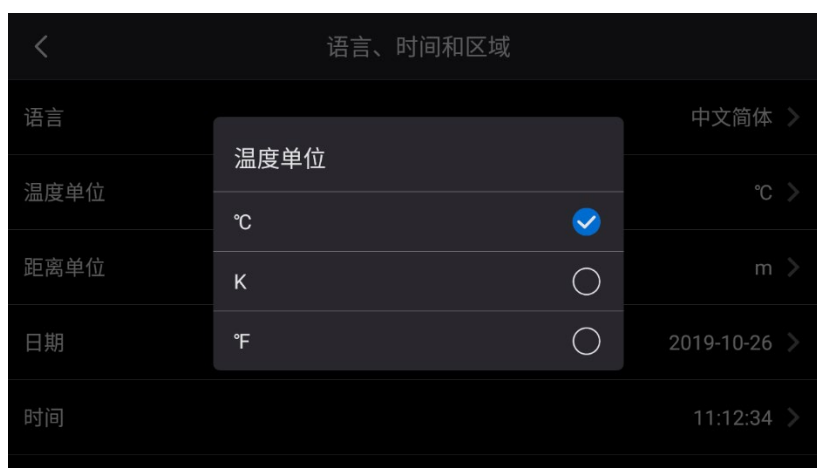 语言、时间和区域
语言 中文简体
温度单位
温度单位 ℃
℃
距离单位 m
K
日期 2019-10-26
℉
时间 11:12:34